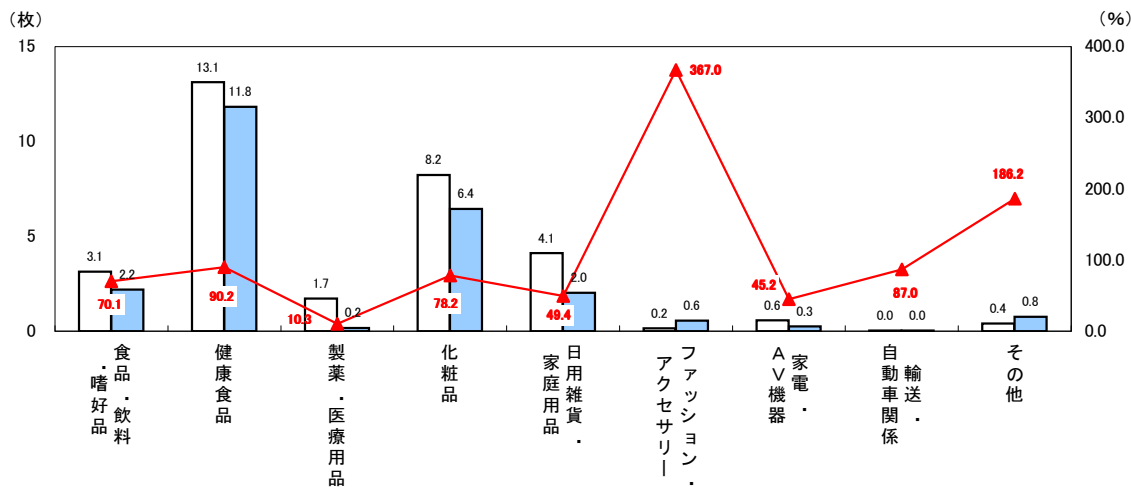 (枚)
(%)
15
10
5
0
400.0
300.0
200.0
100.0
0.0
3.1
2.2
70.1
13.1
11.8
90.2
1.7
0.2
10.3
8.2
6.4
78.2
4.1
2.0
49.4
0.2
0.6
367.0
0.6
0.3
45.2
0.0
0.0
87.0
0.4
0.8
186.2
食品・飲料
・嗜好品
健康食品
製薬・医療用品
化粧品
日用雑貨・
家庭用品
ファッション・
アクセサリー
家電・
AV機器
輸送・
自動車関係
その他